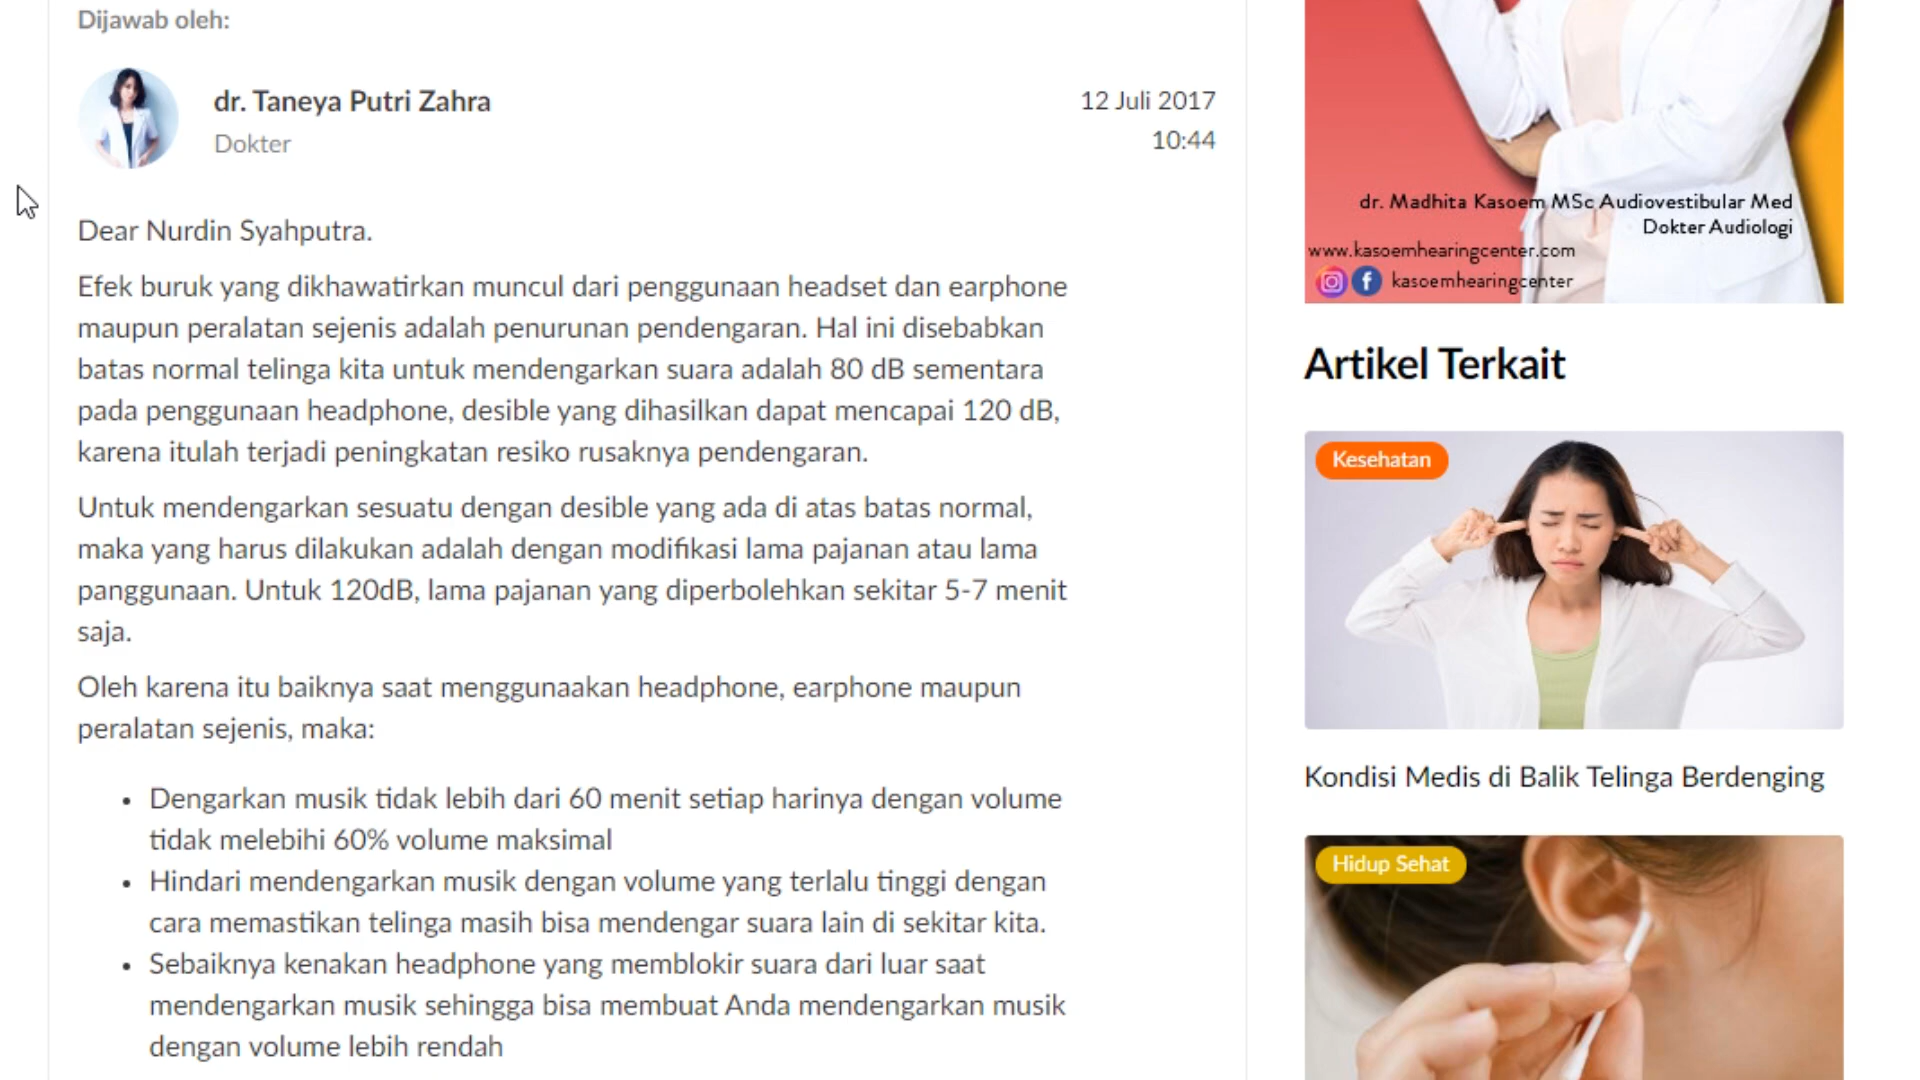 Dijawab oleh:
dr. Taneya Putri Zahra
Dokter
12 Juli 2017
10:44
Dear Nurdin Syahputra.
Efek buruk yang dikhawatirkan muncul dari penggunaan headset dan earphone
maupun peralatan sejenis adalah penurunan pendengaran. Hal ini disebabkan
batas normal telinga kita untuk mendengarkan suara adalah 80 dB sementara
pada penggunaan headphone, desible yang dihasilkan dapat mencapai 120 dB,
karena itulah terjadi peningkatan resiko rusaknya pendengaran.
Untuk mendengarkan sesuatu dengan desible yang ada di atas batas normal,
maka yang harus dilakukan adalah dengan modifikasi lama pajanan atau lama
panggunaan. Untuk 120dB, lama pajanan yang diperbolehkan sekitar 5-7 menit
saja.
Oleh karena itu baiknya saat menggunaakan headphone, earphone maupun
peralatan sejenis, maka:
• Dengarkan musik tidak lebih dari 60 menit setiap harinya dengan volume
tidak melebihi 60% volume maksimal
• Hindari mendengarkan musik dengan volume yang terlalu tinggi dengan
cara memastikan telinga masih bisa mendengar suara lain di sekitar kita.
• Sebaiknya kenakan headphone yang memblokir suara dari luar saat
mendengarkan musik sehingga bisa membuat Anda mendengarkan musik
dengan volume lebih rendah
dr. Madhita Kasoem MSc Audiovestibular Med
Dokter Audiologi
www.kasoemhearingcenter.com
kasoemhearingcenter
Artikel Terkait
Kesehatan
Kondisi Medis di Balik Telinga Berdenging
Hidup Sehat